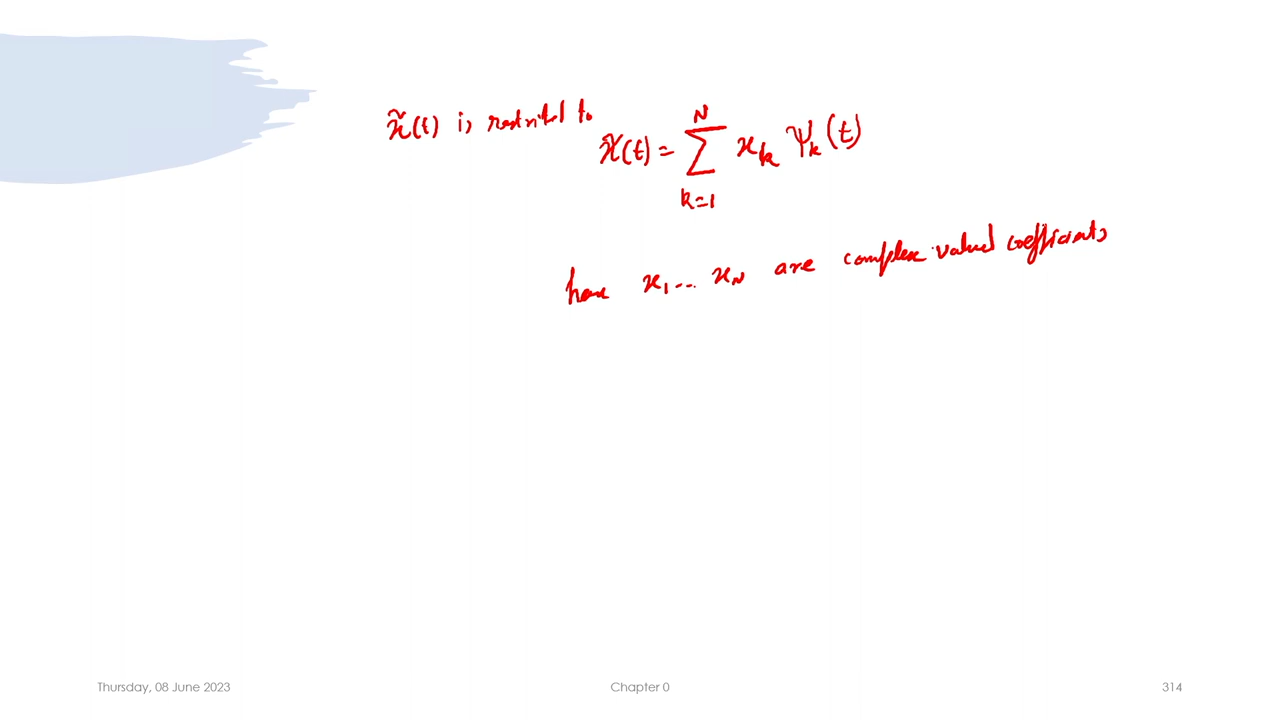 x̃(t) is restricted to
x̃(t) = ∑_{k=1}^{N} x_k Ψ_k(t)
here x_1 ... x_N are complex valued coefficients
Thursday, 08 June 2023
Chapter 0
314